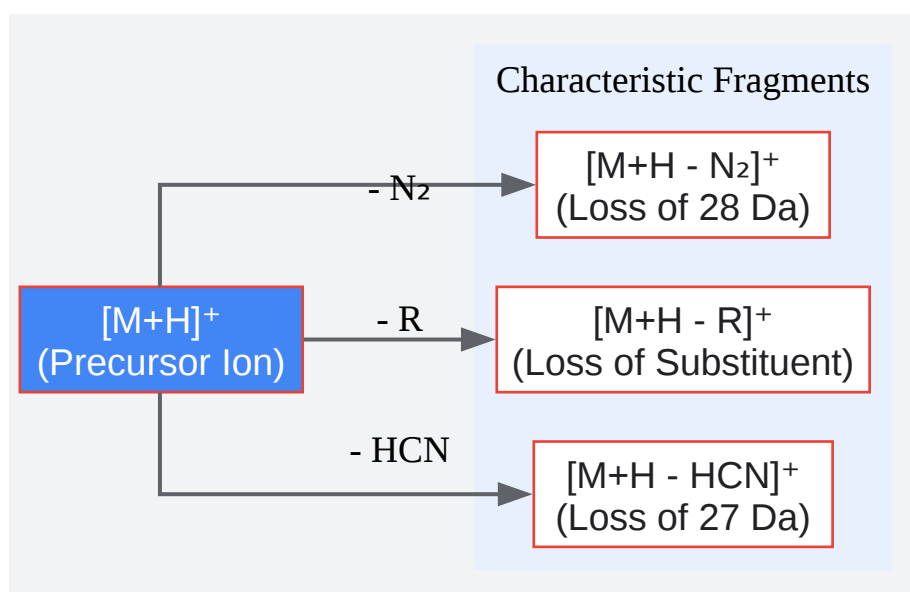 Characteristic Fragments
- N₂
[M+H - N₂]⁺
(Loss of 28 Da)
[M+H]⁺
(Precursor Ion)
- R
[M+H - R]⁺
(Loss of Substituent)
- HCN
[M+H - HCN]⁺
(Loss of 27 Da)